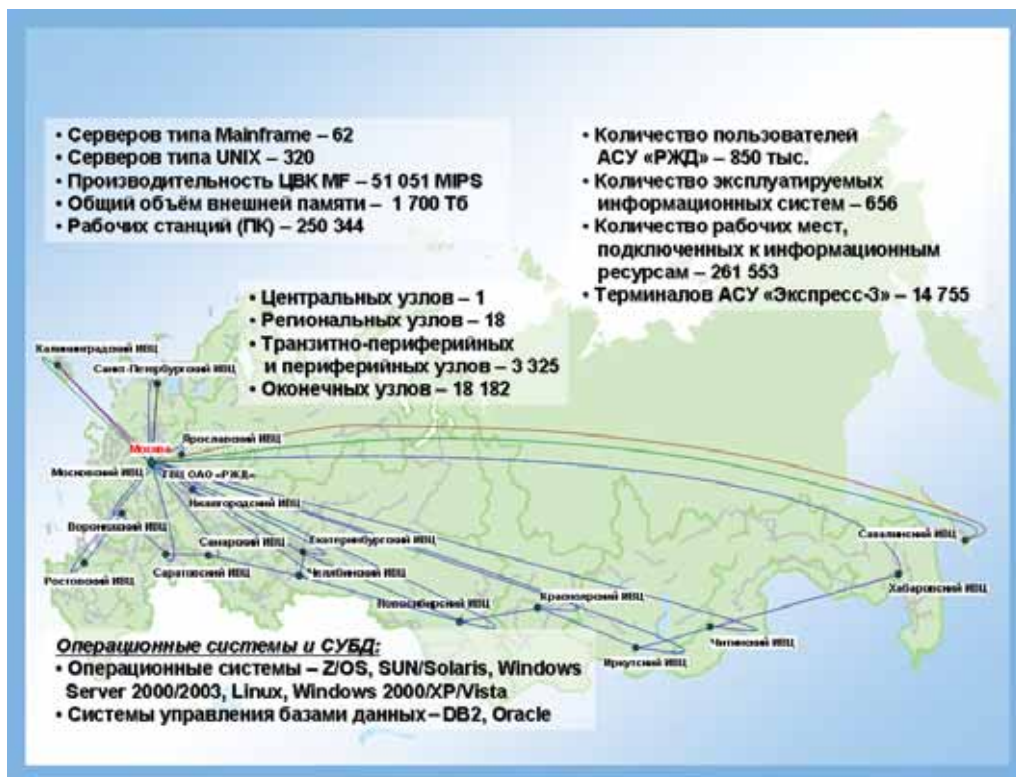 • Серверов типа Mainframe – 62
• Серверов типа UNIX – 320
• Производительность ЦВК MF – 51 051 MIPS
• Общий объём внешней памяти – 1 700 Тб
• Рабочих станций (ПК) – 250 344
• Количество пользователей
АСУ «РЖД» – 850 тыс.
• Количество эксплуатируемых
информационных систем – 656
• Количество рабочих мест,
подключенных к информационным
ресурсам – 261 553
• Терминалов АСУ «Экспресс-3» – 14 755
• Центральных узлов – 1
• Региональных узлов – 18
• Транзитно-периферийных
и периферийных узлов – 3 325
• Оконечных узлов – 18 182
Калининградский ИВЦ
Санкт-Петербургский ИВЦ
Ярославский ИВЦ
Москва
Московский ИВЦ
ГВЦ ОАО «РЖД»
Нижегородский ИВЦ
Воронежский ИВЦ
Самарский ИВЦ
Екатеринбургский ИВЦ
Сахалинский ИВЦ
Ростовский ИВЦ
Саратовский ИВЦ
Челябинский ИВЦ
Хабаровский ИВЦ
Новосибирский ИВЦ
Красноярский ИВЦ
Читинский ИВЦ
Иркутский ИВЦ
Операционные системы и СУБД:
• Операционные системы – Z/OS, SUN/Solaris, Windows
Server 2000/2003, Linux, Windows 2000/XP/Vista
• Системы управления базами данных – DB2, Oracle